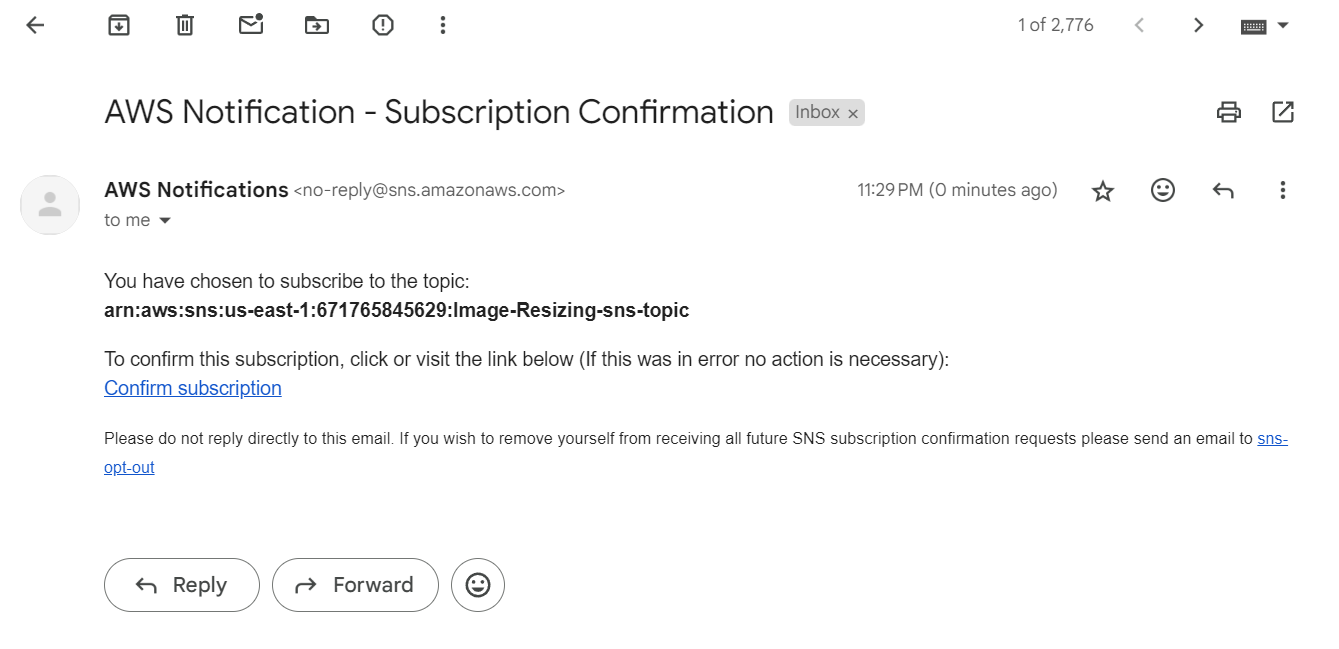 1 of 2,776
AWS Notification - Subscription Confirmation Inbox ×
AWS Notifications <no-reply@sns.amazonaws.com> 11:29 PM (0 minutes ago)
to me
You have chosen to subscribe to the topic:
arn:aws:sns:us-east-1:671765845629:Image-Resizing-sns-topic
To confirm this subscription, click or visit the link below (If this was in error no action is necessary):
Confirm subscription
Please do not reply directly to this email. If you wish to remove yourself from receiving all future SNS subscription confirmation requests please send an email to sns-
opt-out
Reply Forward